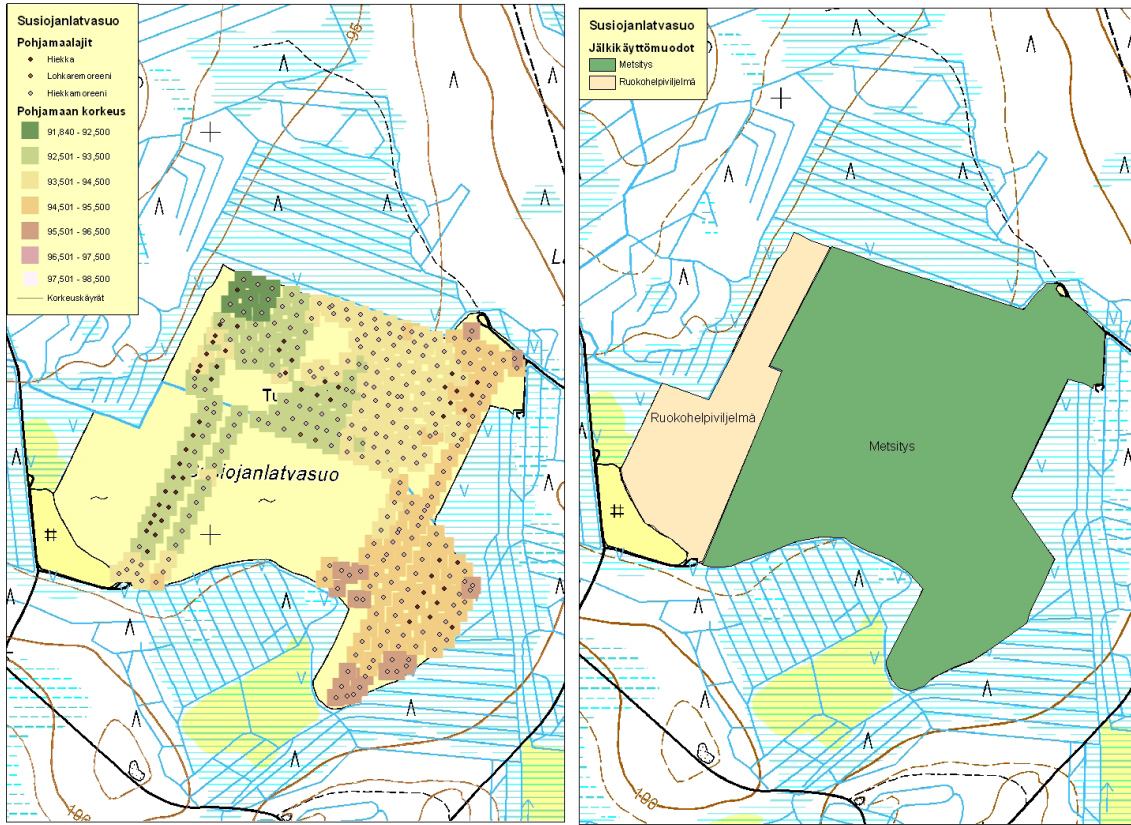 Susiojanlatvasuo
Pohjamaalajit
Hiekka
Lohkaremoreeni
Hiekkamoreeni
Pohjamaan korkeus
91,840 - 92,500
92,501 - 93,500
93,501 - 94,500
94,501 - 95,500
95,501 - 96,500
96,501 - 97,500
97,501 - 98,500
Korkeuskäyrät
95
Tu
iojanlatvasuo
100
Susiojanlatvasuo
Jälkikäyttömuodot
Metsitys
Ruokohelpiviljelmä
Ruokohelpiviljelmä
Metsitys
100